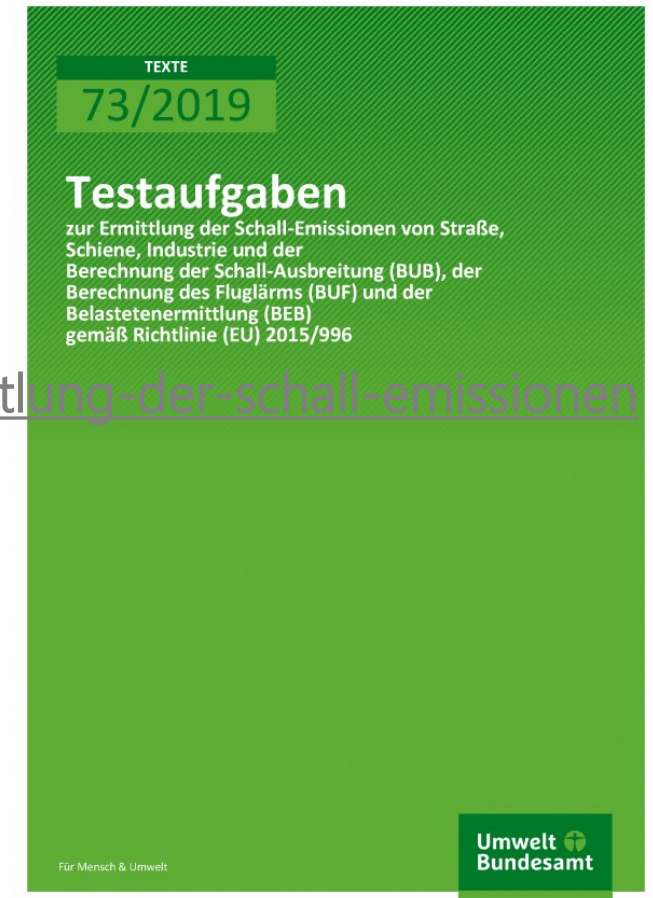 TEXTE
73/2019
Testaufgaben
zur Ermittlung der Schall-Emissionen von Straße,
Schiene, Industrie und der
Berechnung der Schall-Ausbreitung (BUB), der
Berechnung des Fluglärms (BUF) und der
Belastetenermittlung (BEB)
gemäß Richtlinie (EU) 2015/996
tlung-der-schall-emissionen
Umwelt
Bundesamt
Für Mensch & Umwelt